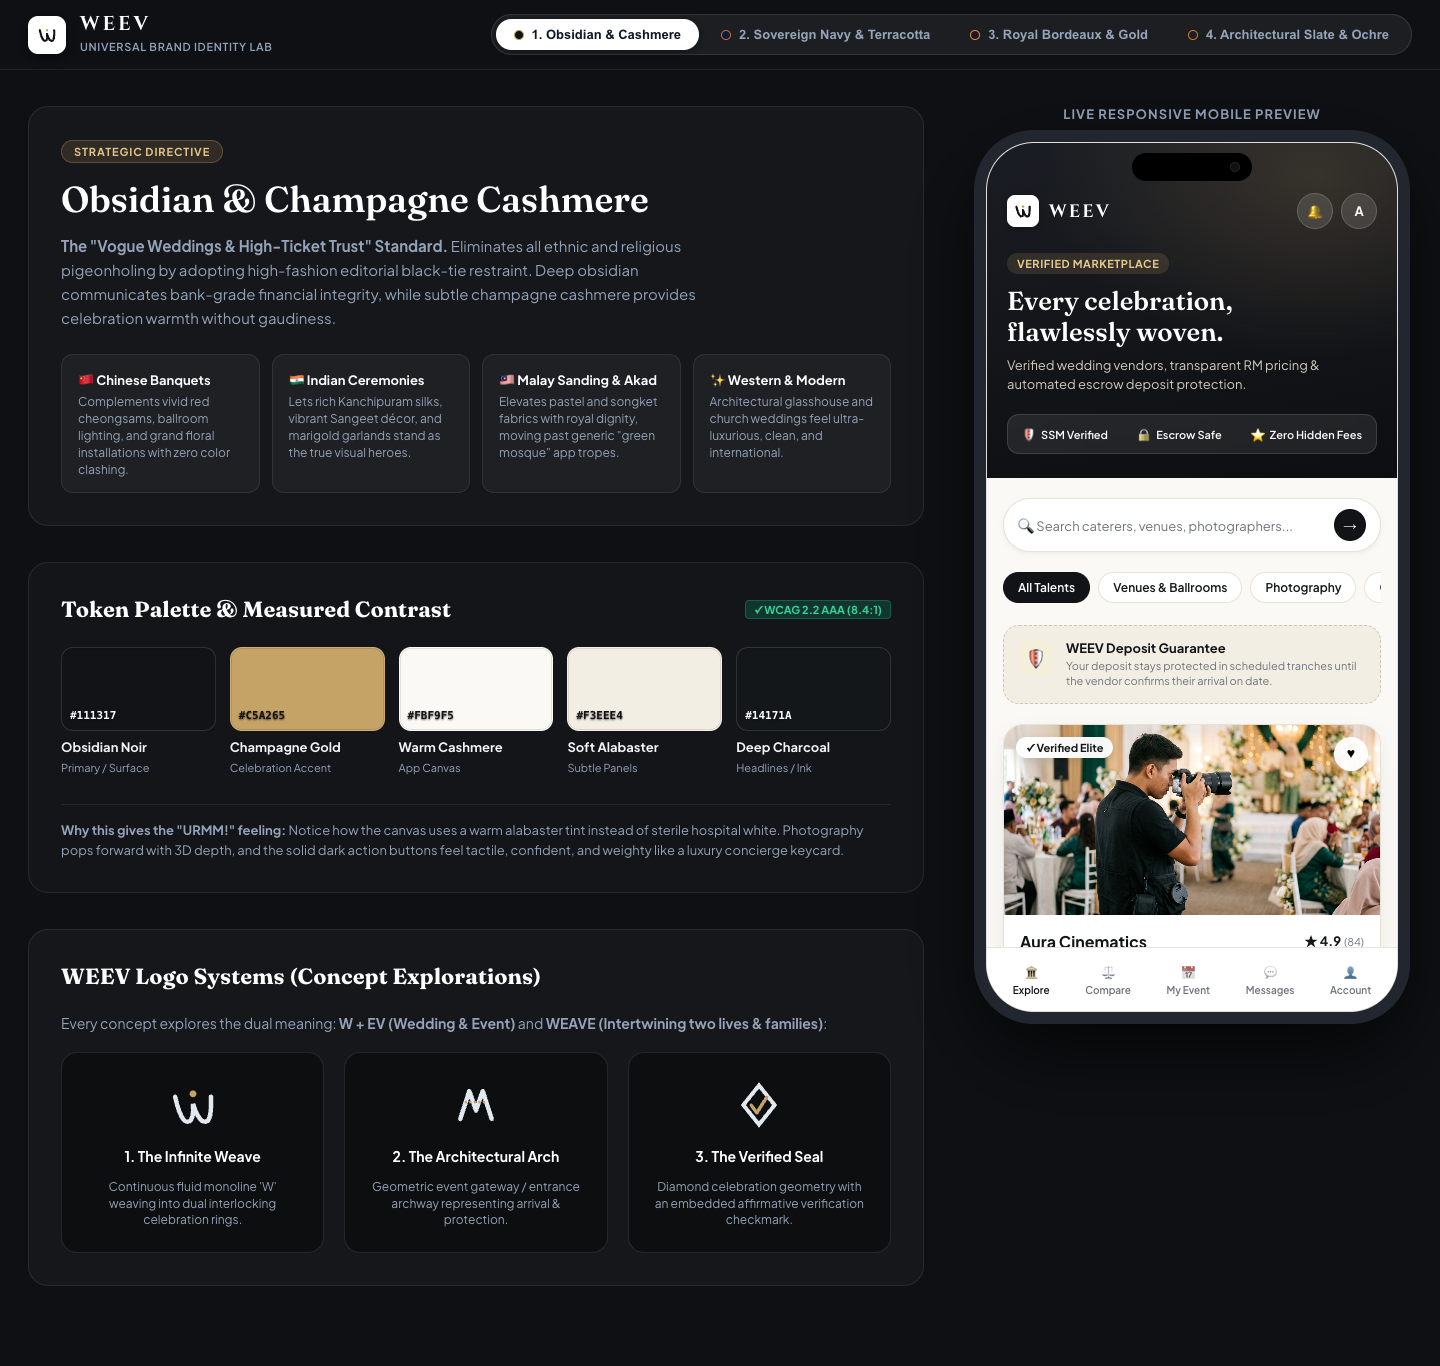 WEEV
UNIVERSAL BRAND IDENTITY LAB
1. Obsidian & Cashmere
2. Sovereign Navy & Terracotta
3. Royal Bordeaux & Gold
4. Architectural Slate & Ochre
STRATEGIC DIRECTIVE
Obsidian & Champagne Cashmere
The "Vogue Weddings & High-Ticket Trust" Standard. Eliminates all ethnic and religious
pigeonholing by adopting high-fashion editorial black-tie restraint. Deep obsidian
communicates bank-grade financial integrity, while subtle champagne cashmere provides
celebration warmth without gaudiness.
🇨🇳 Chinese Banquets
Complements vivid red
cheongsams, ballroom
lighting, and grand floral
installations with zero color
clashing.
🇮🇳 Indian Ceremonies
Lets rich Kanchipuram silks,
vibrant Sangeet décor, and
marigold garlands stand as
the true visual heroes.
🇲🇾 Malay Sanding & Akad
Elevates pastel and songket
fabrics with royal dignity,
moving past generic "green
mosque" app tropes.
✨ Western & Modern
Architectural glasshouse and
church weddings feel ultra-
luxurious, clean, and
international.
Token Palette & Measured Contrast
✓ WCAG 2.2 AAA (8.4:1)
#111317
Obsidian Noir
Primary / Surface
#C5A265
Champagne Gold
Celebration Accent
#FBF9F5
Warm Cashmere
App Canvas
#F3EEE4
Soft Alabaster
Subtle Panels
#14171A
Deep Charcoal
Headlines / Ink
Why this gives the "URMM!" feeling: Notice how the canvas uses a warm alabaster tint instead of sterile hospital white. Photography
pops forward with 3D depth, and the solid dark action buttons feel tactile, confident, and weighty like a luxury concierge keycard.
WEEV Logo Systems (Concept Explorations)
Every concept explores the dual meaning: W + EV (Wedding & Event) and WEAVE (Intertwining two lives & families):
1. The Infinite Weave
Continuous fluid monoline 'W'
weaving into dual interlocking
celebration rings.
2. The Architectural Arch
Geometric event gateway / entrance
archway representing arrival &
protection.
3. The Verified Seal
Diamond celebration geometry with
an embedded affirmative verification
checkmark.
LIVE RESPONSIVE MOBILE PREVIEW
WEEV
A
VERIFIED MARKETPLACE
Every celebration,
flawlessly woven.
Verified wedding vendors, transparent RM pricing &
automated escrow deposit protection.
SSM Verified
🔒 Escrow Safe
⭐ Zero Hidden Fees
🔍 Search caterers, venues, photographers...
→
All Talents
Venues & Ballrooms
Photography
WEEV Deposit Guarantee
Your deposit stays protected in scheduled tranches until
the vendor confirms their arrival on date.
✓ Verified Elite
♥
Aura Cinematics
★ 4.9 (84)
Explore
Compare
My Event
Messages
Account